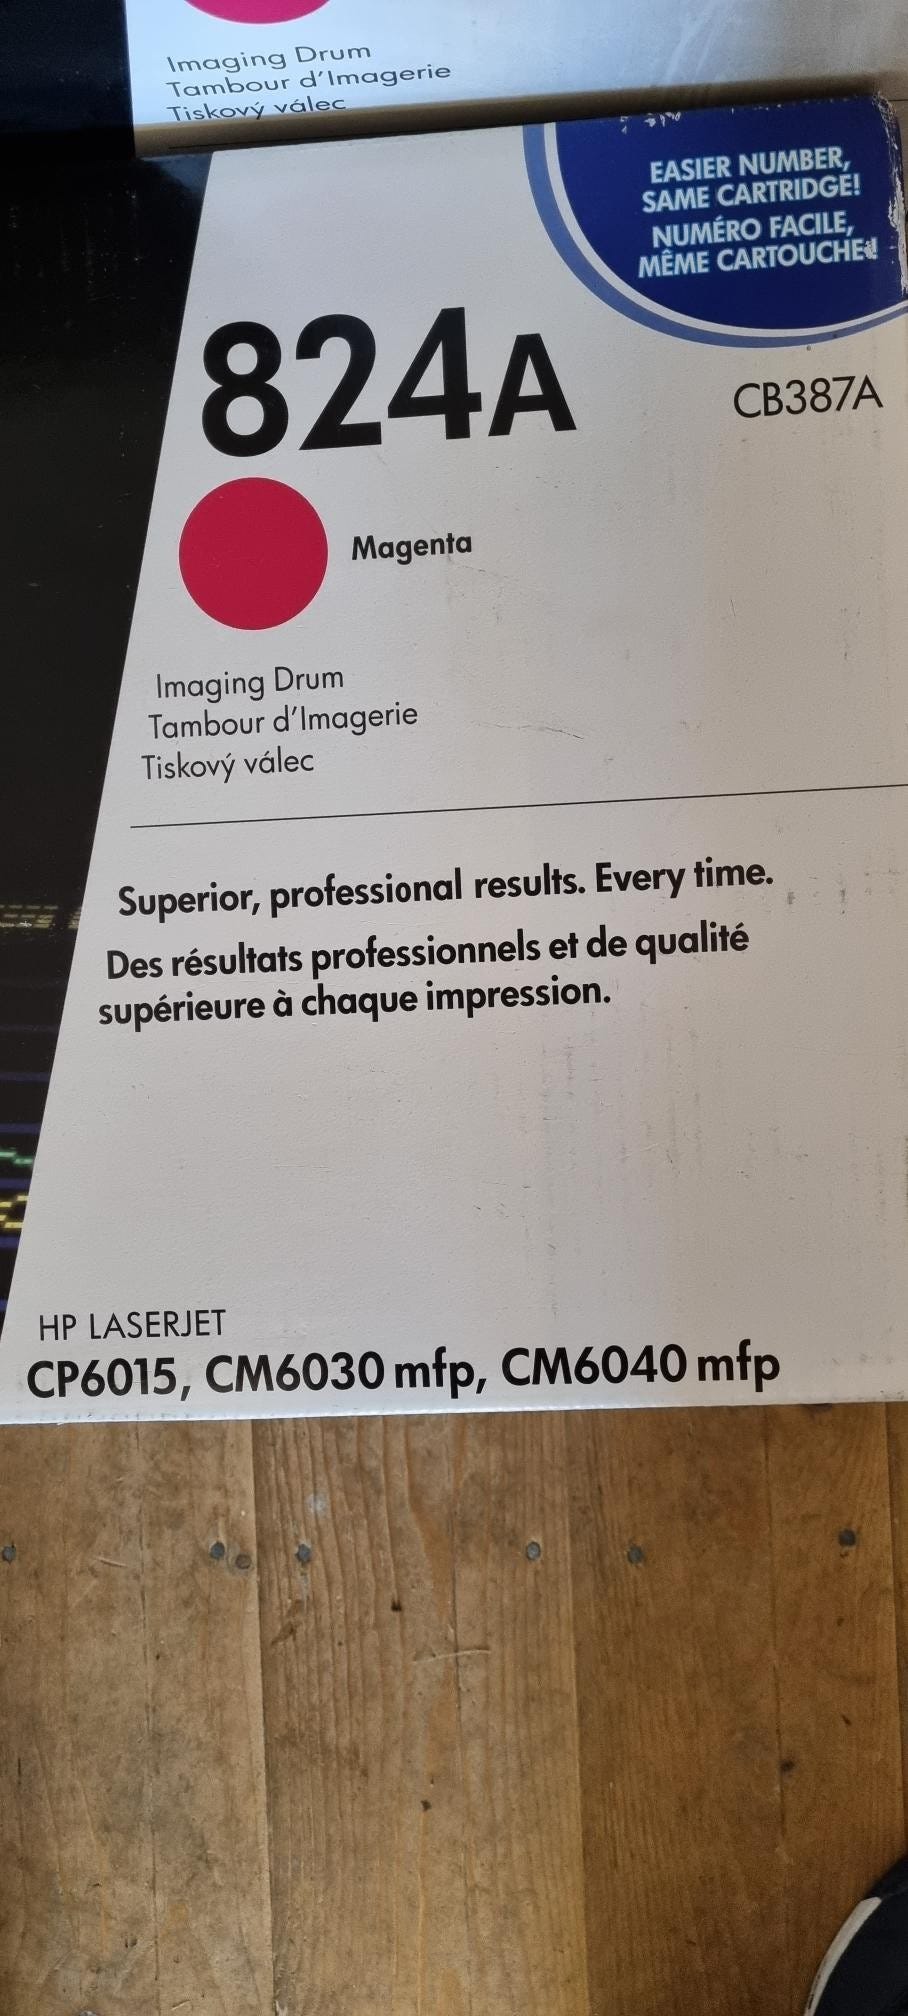 Imaging Drum
Tambour d'Imagerie
Tiskový válec
EASIER NUMBER,
SAME CARTRIDGE!
NUMÉRO FACILE,
MÊME CARTOUCHE!
824A
CB387A
Magenta
Imaging Drum
Tambour d'Imagerie
Tiskový válec
Superior, professional results. Every time.
Des résultats professionnels et de qualité
supérieure à chaque impression.
HP LASERJET
CP6015, CM6030 mfp, CM6040 mfp